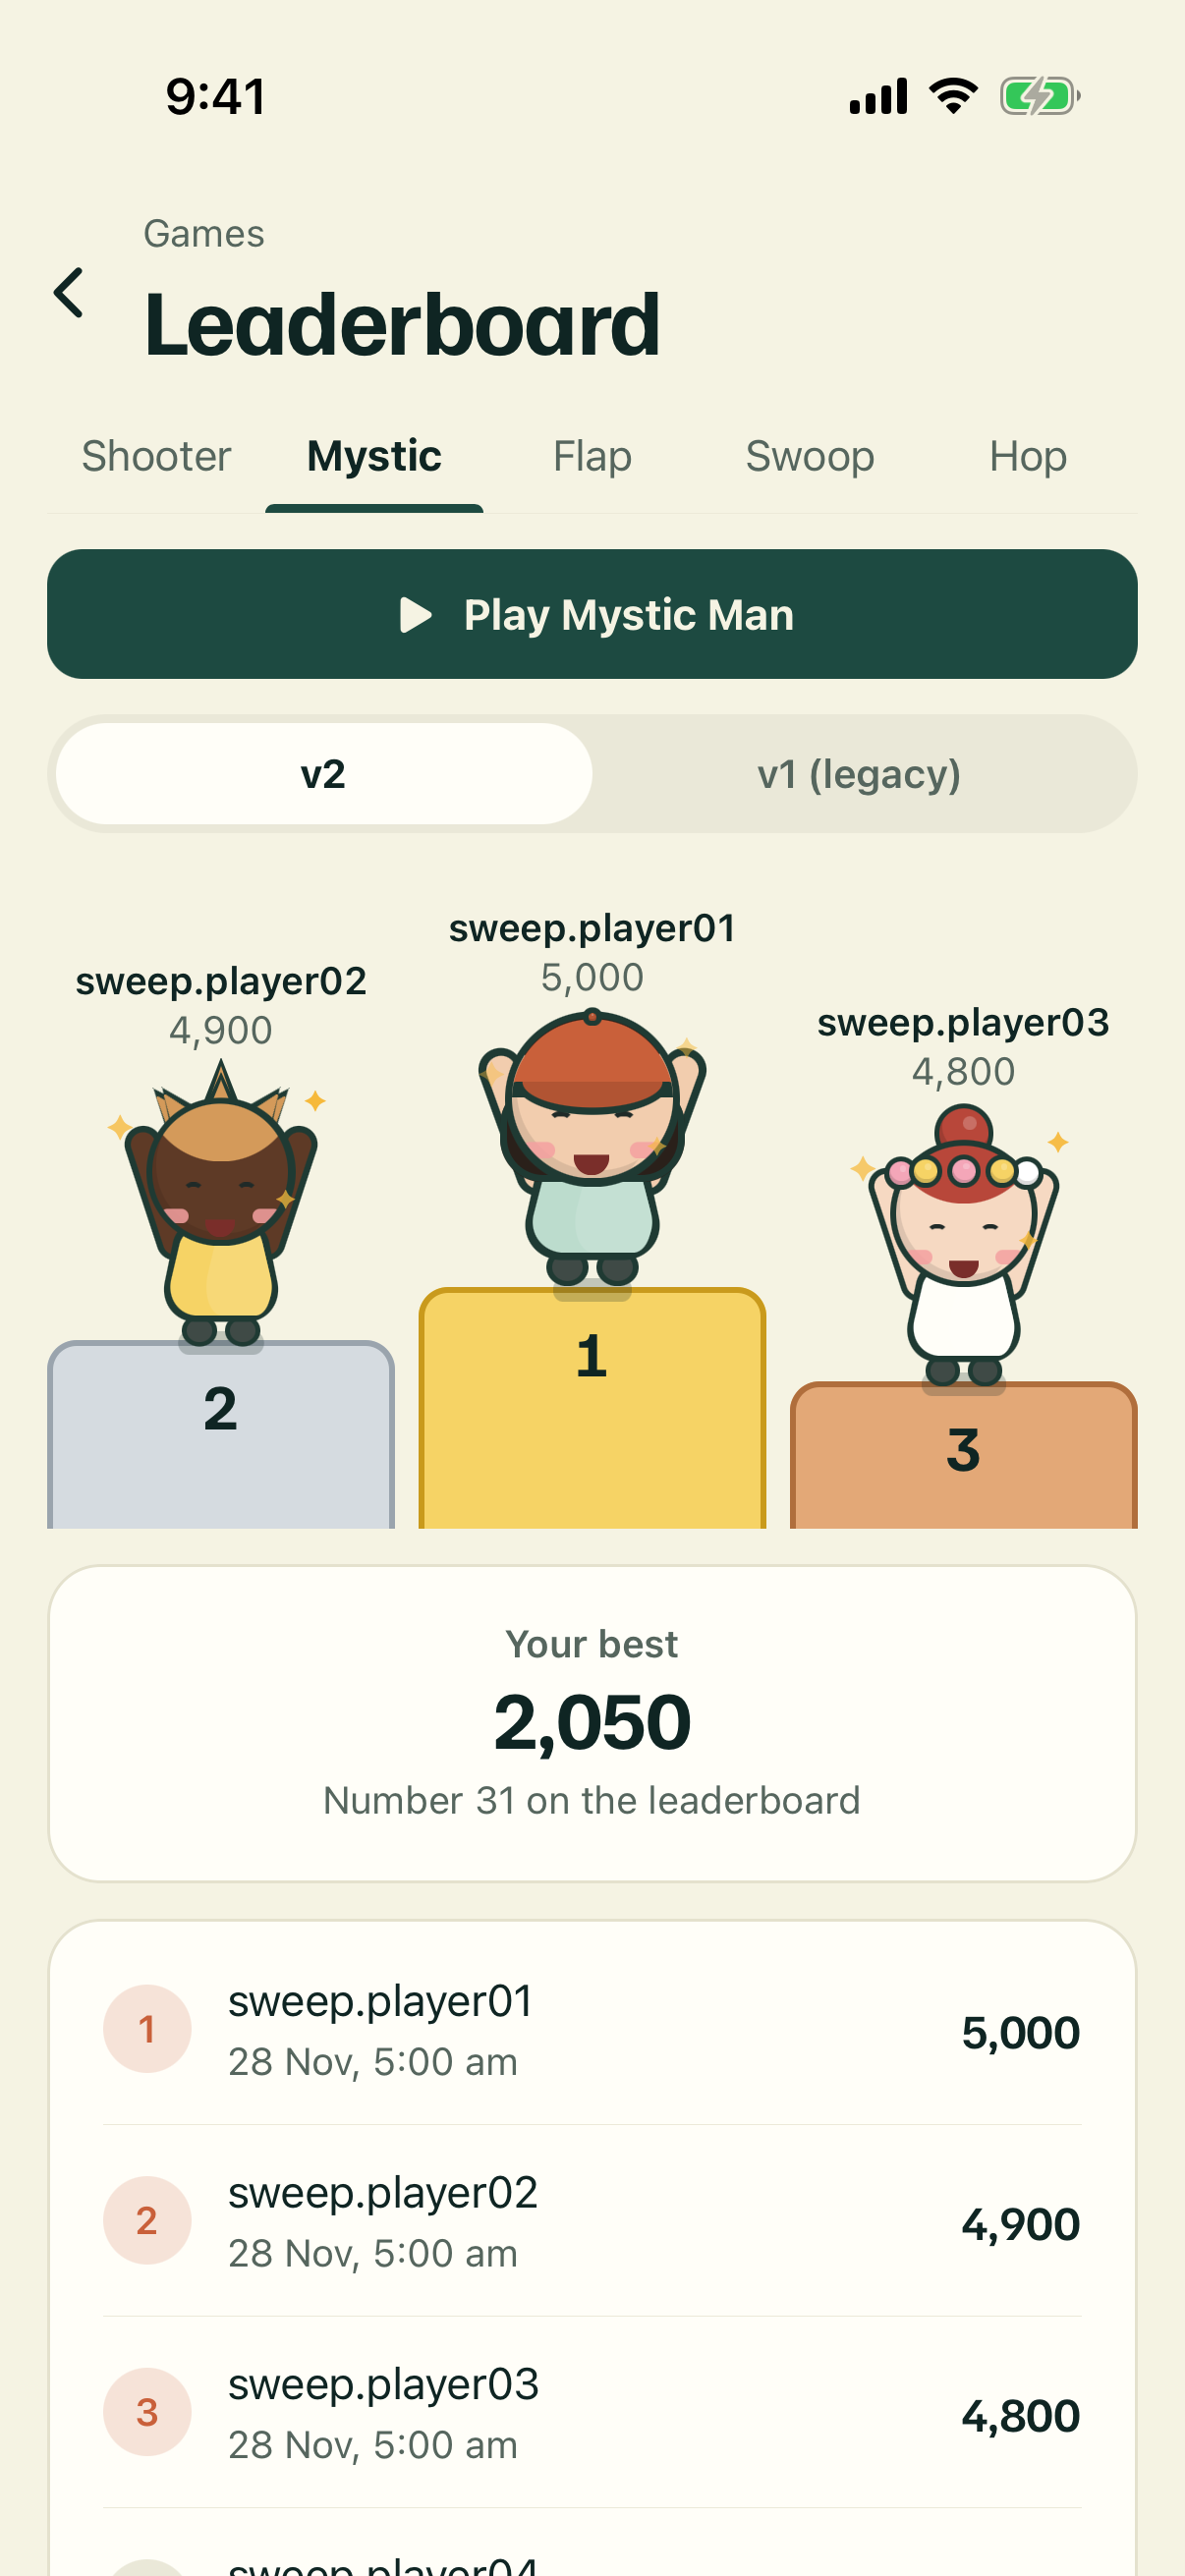 9:41
Games
Leaderboard
Shooter Mystic Flap Swoop Hop
Play Mystic Man
v2 v1 (legacy)
sweep.player01
5,000
sweep.player02
4,900
sweep.player03
4,800
1
2
3
Your best
2,050
Number 31 on the leaderboard
1 sweep.player01 5,000
28 Nov, 5:00 am
2 sweep.player02 4,900
28 Nov, 5:00 am
3 sweep.player03 4,800
28 Nov, 5:00 am
sweep.player04